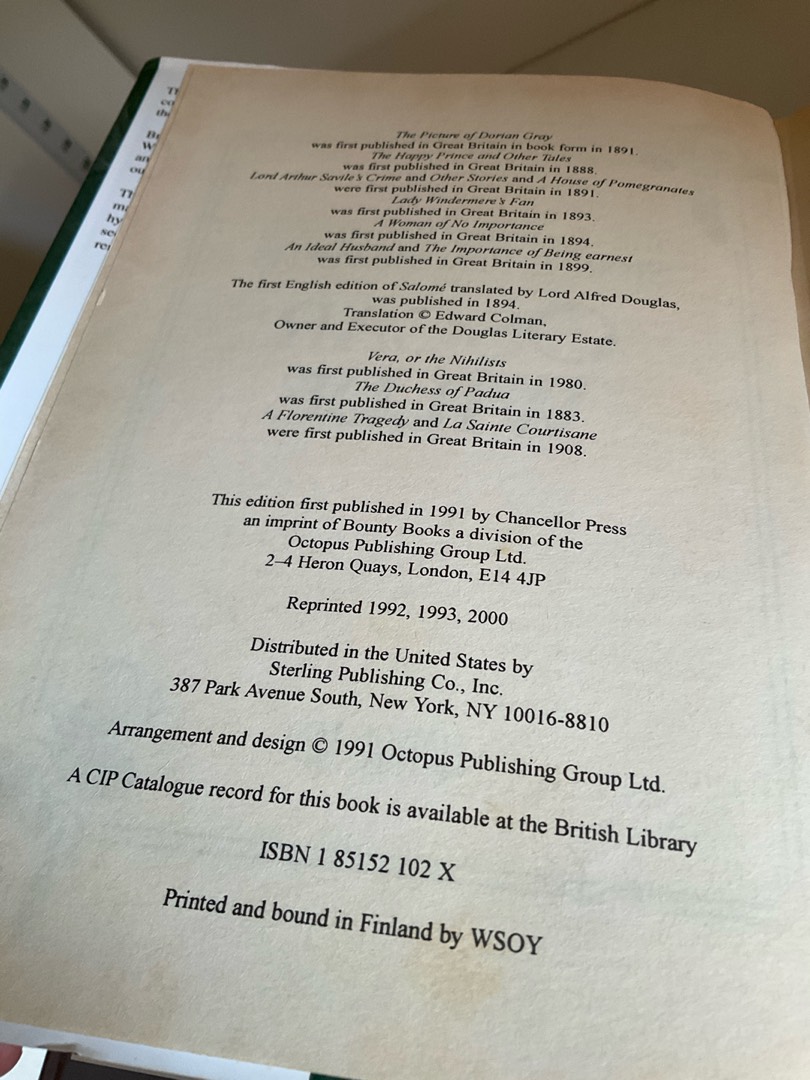 The Picture of Dorian Gray
was first published in Great Britain in book form in 1891.
The Happy Prince and Other Tales
was first published in Great Britain in 1888.
Lord Arthur Savile's Crime and Other Stories and A House of Pomegranates
were first published in Great Britain in 1891.
Lady Windermere's Fan
was first published in Great Britain in 1893.
A Woman of No Importance
was first published in Great Britain in 1894.
An Ideal Husband and The Importance of Being earnest
was first published in Great Britain in 1899.
The first English edition of Salomé translated by Lord Alfred Douglas,
was published in 1894.
Translation © Edward Colman,
Owner and Executor of the Douglas Literary Estate.
Vera, or the Nihilists
was first published in Great Britain in 1980.
The Duchess of Padua
was first published in Great Britain in 1883.
A Florentine Tragedy and La Sainte Courtisane
were first published in Great Britain in 1908.
This edition first published in 1991 by Chancellor Press
an imprint of Bounty Books a division of the
Octopus Publishing Group Ltd.
2–4 Heron Quays, London, E14 4JP
Reprinted 1992, 1993, 2000
Distributed in the United States by
Sterling Publishing Co., Inc.
387 Park Avenue South, New York, NY 10016-8810
Arrangement and design © 1991 Octopus Publishing Group Ltd.
A CIP Catalogue record for this book is available at the British Library
ISBN 1 85152 102 X
Printed and bound in Finland by WSOY